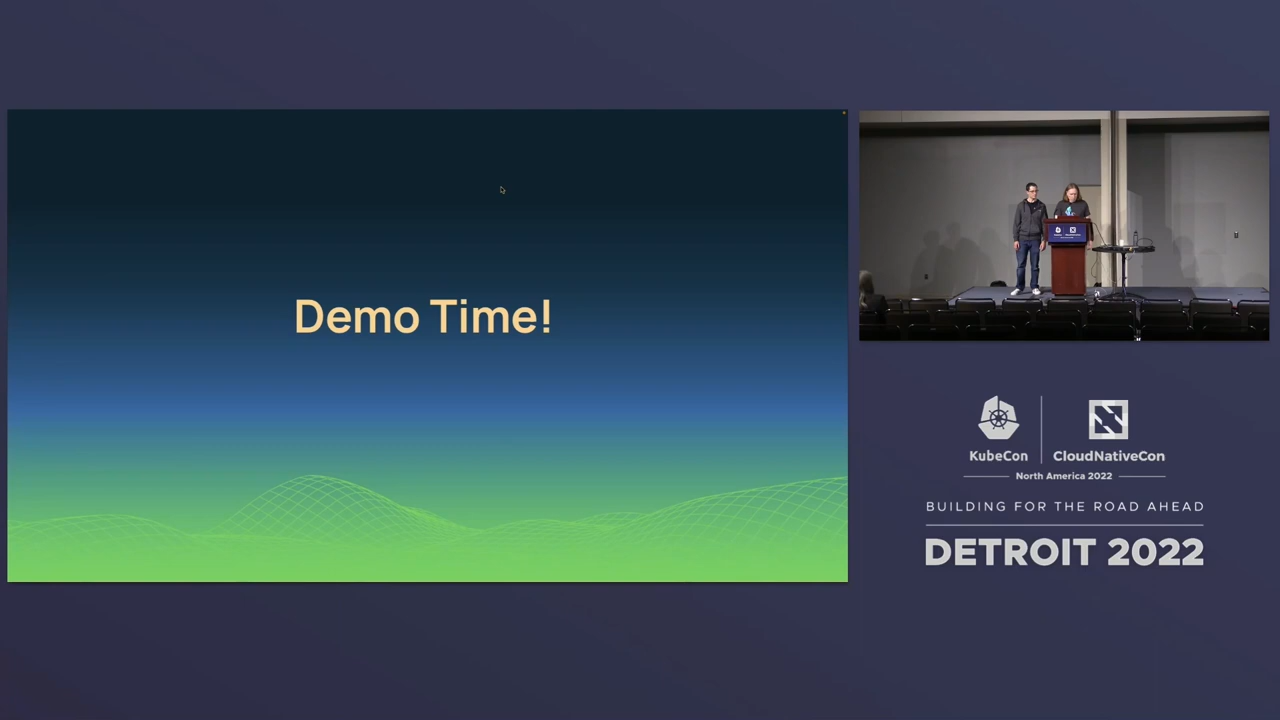 Demo Time!
KubeCon
CloudNativeCon
North America 2022
BUILDING FOR THE ROAD AHEAD
DETROIT 2022